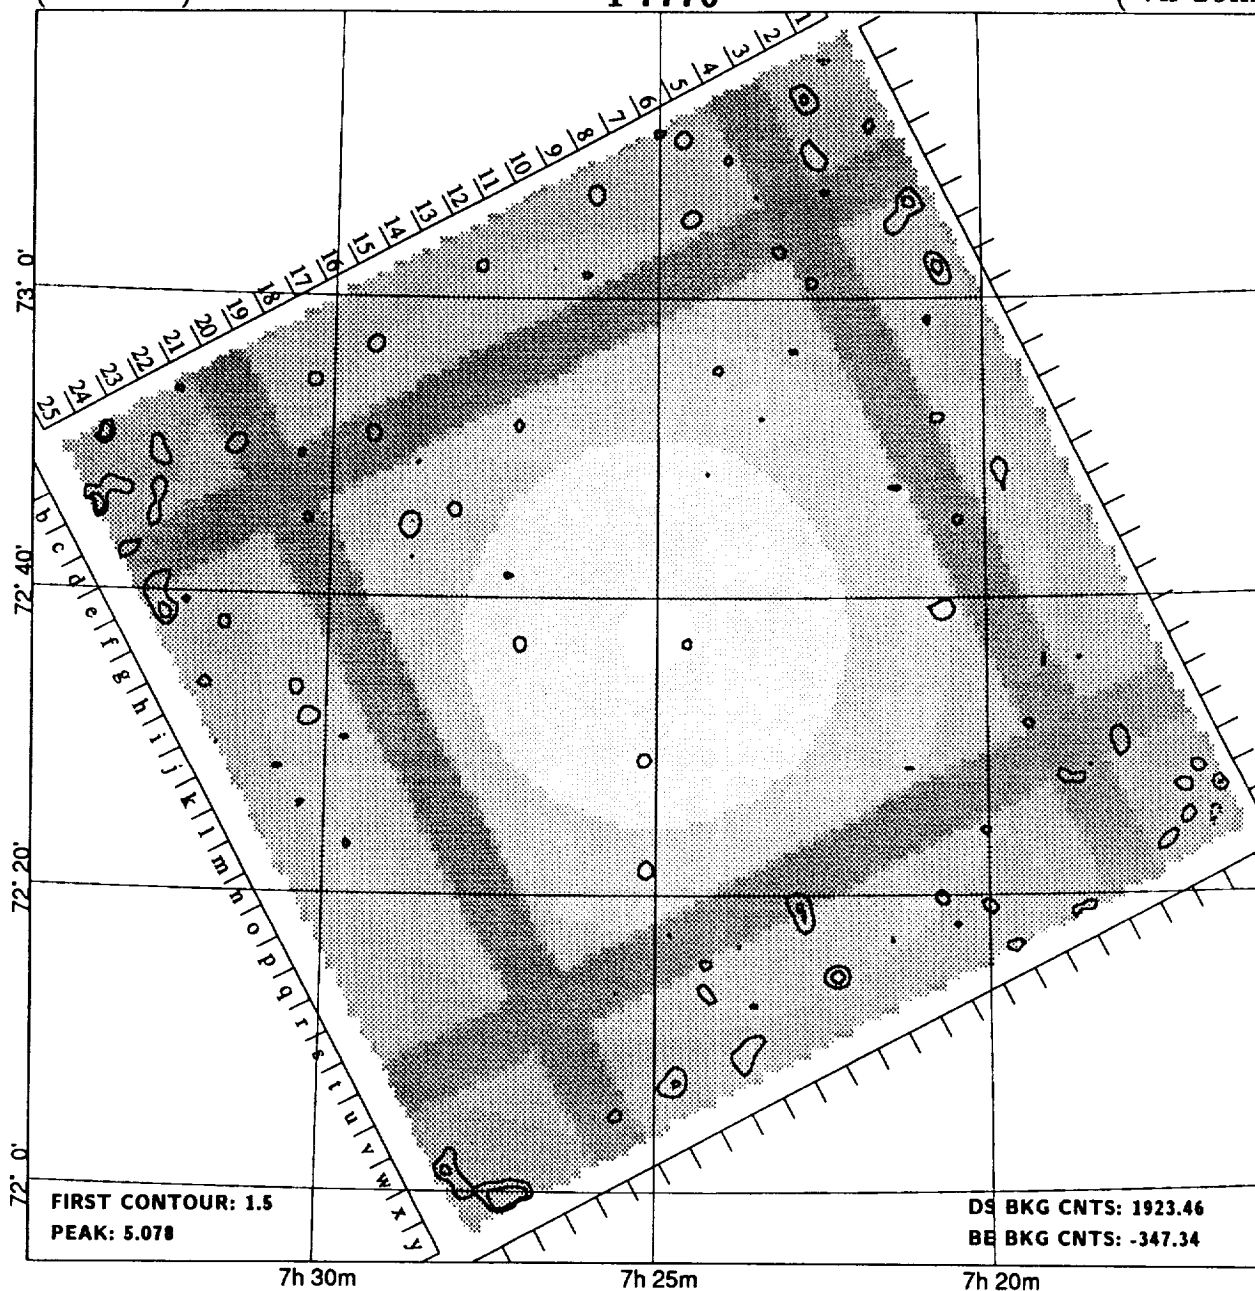 1
2
3
4
5
6
7
8
9
10
11
12
13
14
15
16
17
18
19
20
21
22
23
24
25
b
c
d
e
f
g
h
i
j
k
l
m
n
o
p
q
r
s
t
u
v
w
x
y
73° 0'
72° 40'
72° 20'
72° 0'
FIRST CONTOUR: 1.5
PEAK: 5.078
DS BKG CNTS: 1923.46
BE BKG CNTS: -347.34
7h 30m
7h 25m
7h 20m